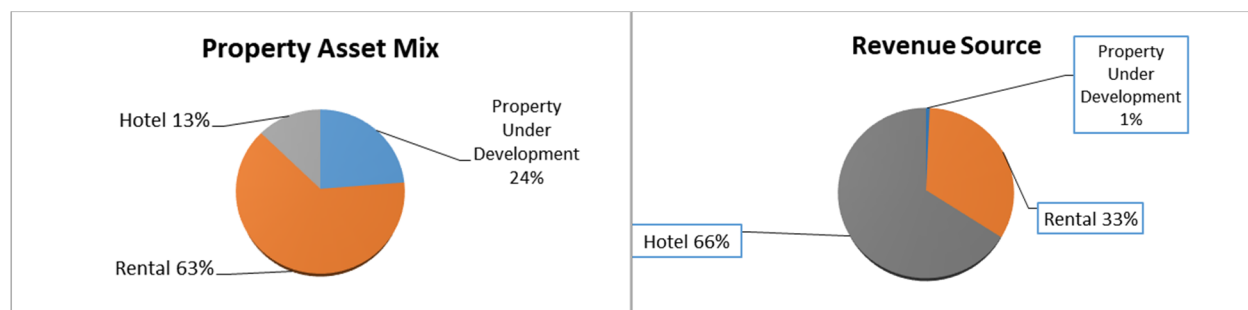 Property Asset Mix
Hotel 13%
Property
Under
Development
24%
Rental 63%
Revenue Source
Property
Under
Development
1%
Rental 33%
Hotel 66%